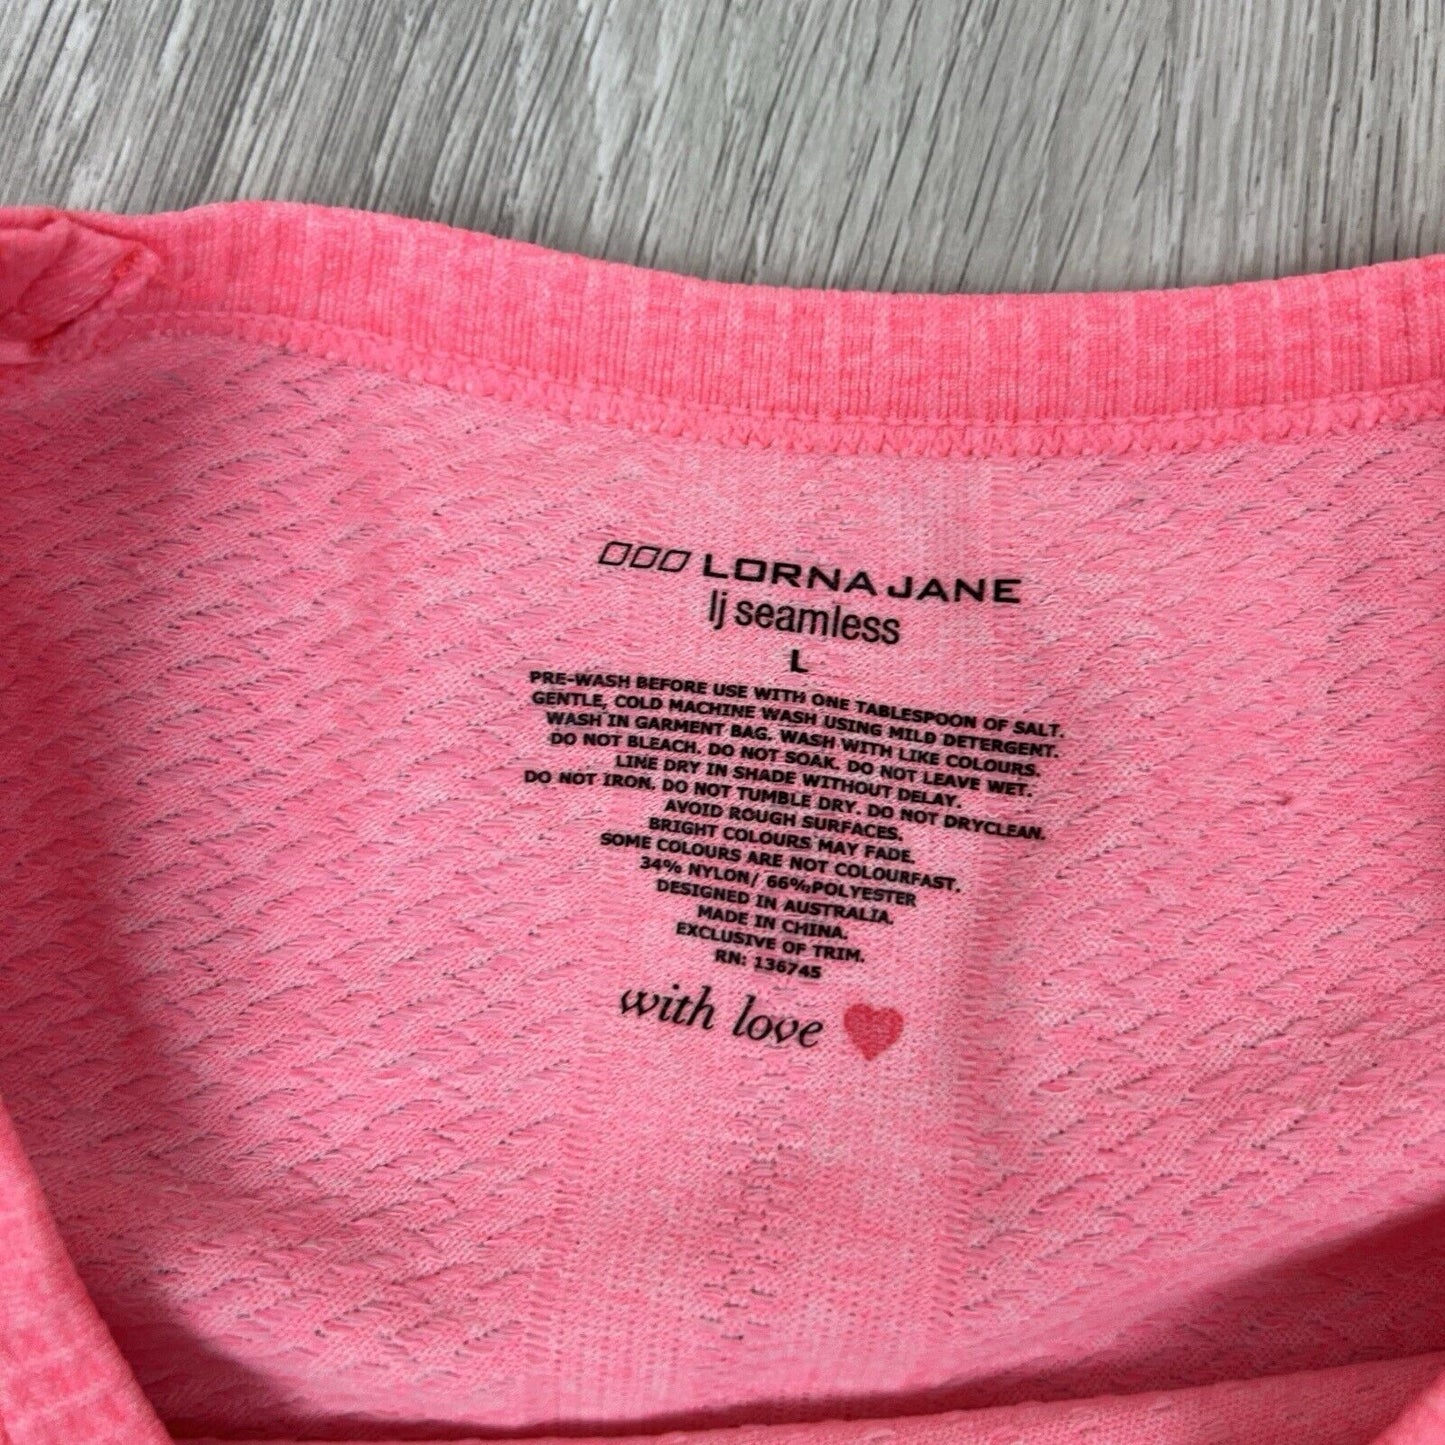 LORNA JANE
lj seamless
L
PRE-WASH BEFORE USE WITH ONE TABLESPOON OF SALT.
GENTLE, COLD MACHINE WASH USING MILD DETERGENT.
WASH IN GARMENT BAG. WASH WITH LIKE COLOURS.
DO NOT BLEACH. DO NOT SOAK. DO NOT LEAVE WET.
LINE DRY IN SHADE WITHOUT DELAY.
DO NOT IRON. DO NOT TUMBLE DRY. DO NOT DRYCLEAN.
AVOID ROUGH SURFACES.
BRIGHT COLOURS MAY FADE.
SOME COLOURS ARE NOT COLOURFAST.
34% NYLON/ 66%POLYESTER
DESIGNED IN AUSTRALIA.
MADE IN CHINA.
EXCLUSIVE OF TRIM.
RN: 136745
with love